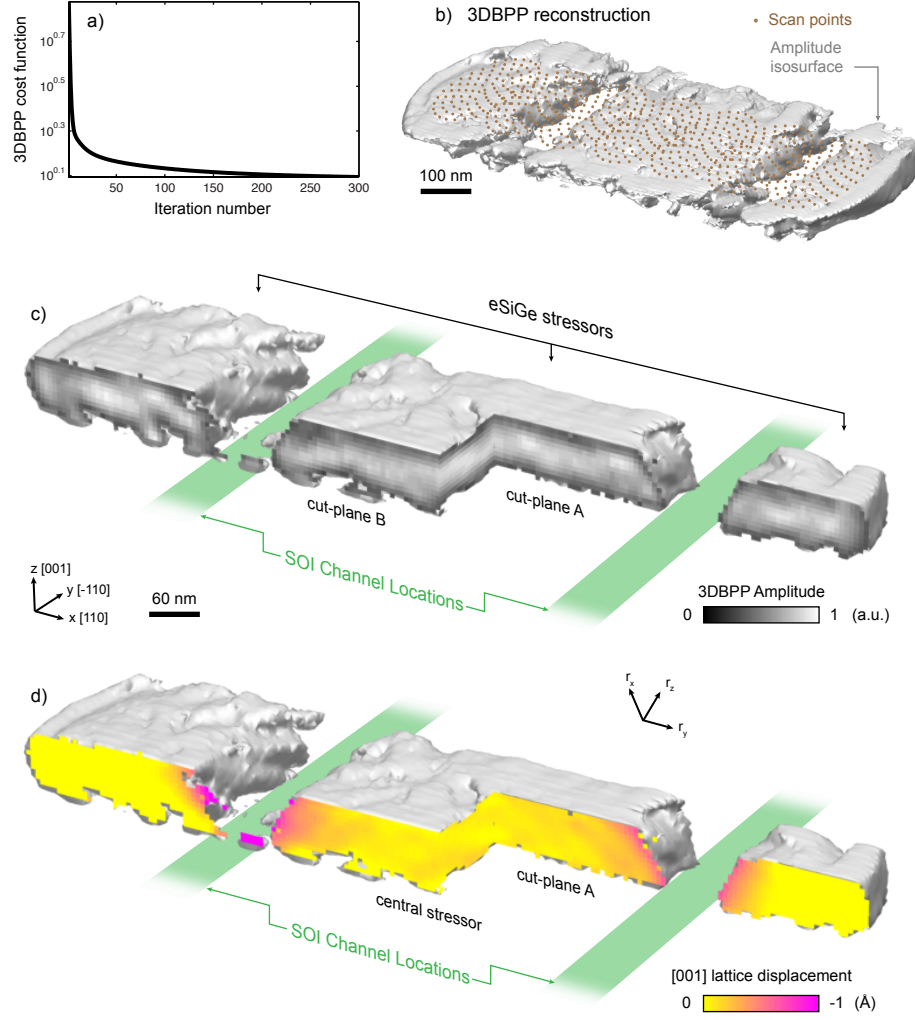 a)
3DBPP cost function
10^0.7
10^0.5
10^0.3
10^0.1
50 100 150 200 250 300
Iteration number
b) 3DBPP reconstruction
Scan points
Amplitude
isosurface
100 nm
c)
eSiGe stressors
cut-plane B
cut-plane A
SOI Channel Locations
z [001]
y [-110]
x [110]
60 nm
3DBPP Amplitude
0 1 (a.u.)
d)
r_x
r_z
r_y
cut-plane A
central stressor
SOI Channel Locations
[001] lattice displacement
0 -1 (Å)